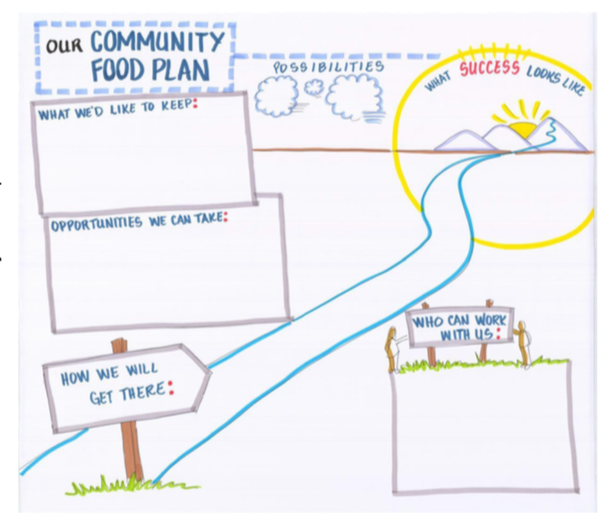 OUR COMMUNITY
FOOD PLAN
POSSIBILITIES
WHAT SUCCESS LOOKS LIKE
WHAT WE'D LIKE TO KEEP:
OPPORTUNITIES WE CAN TAKE:
HOW WE WILL
GET THERE:
WHO CAN WORK
WITH US: